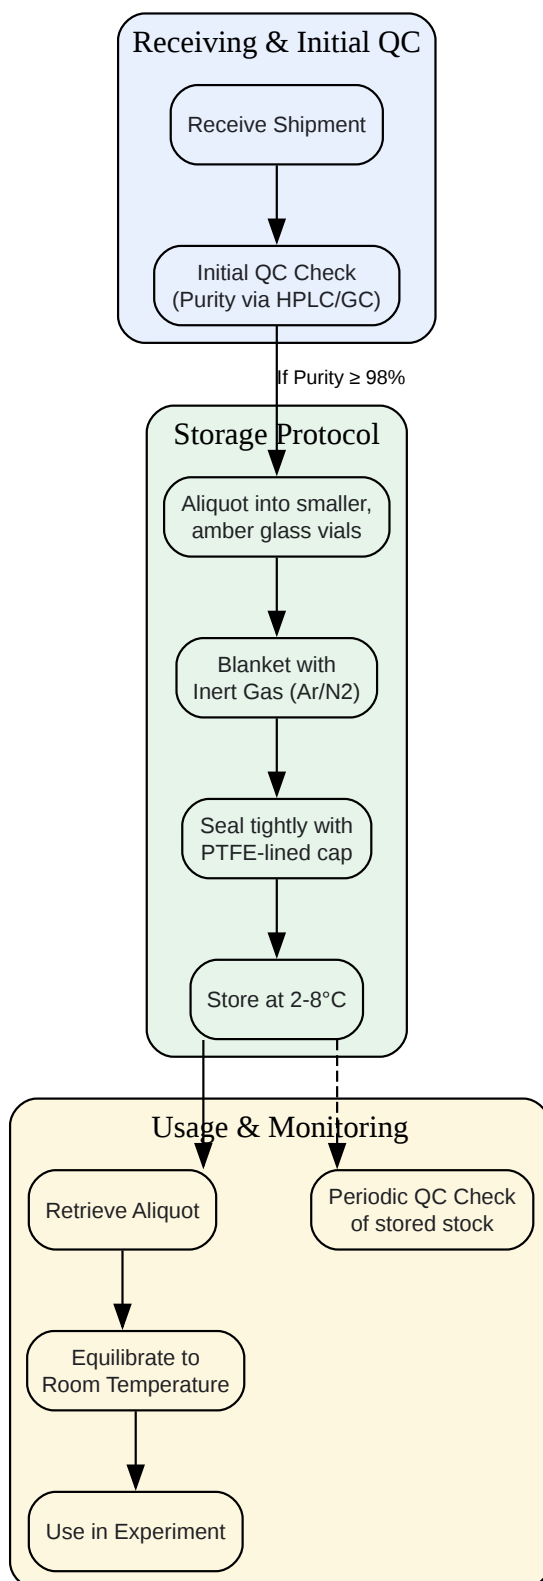 Receiving & Initial QC
Receive Shipment
Initial QC Check
(Purity via HPLC/GC)
If Purity ≥ 98%
Storage Protocol
Aliquot into smaller,
amber glass vials
Blanket with
Inert Gas (Ar/N2)
Seal tightly with
PTFE-lined cap
Store at 2-8°C
Usage & Monitoring
Retrieve Aliquot
Periodic QC Check
of stored stock
Equilibrate to
Room Temperature
Use in Experiment